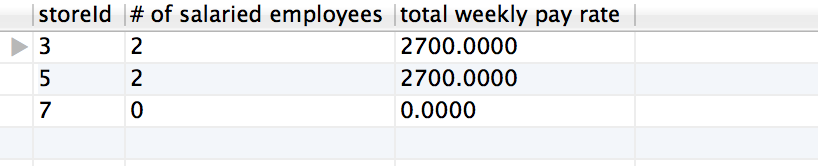 storeId # of salaried employees total weekly pay rate
3 2 2700.0000
5 2 2700.0000
7 0 0.0000